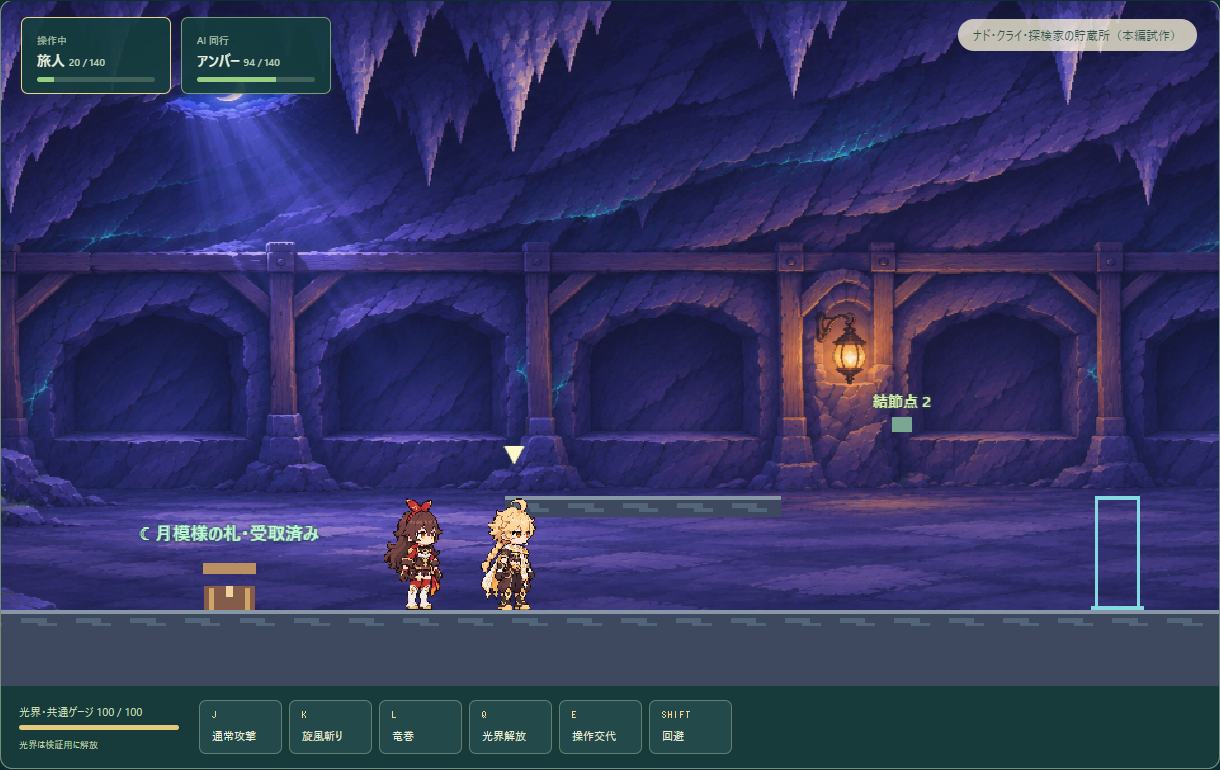 操作中
旅人 20 / 140
AI 同行
アンバー 94 / 140
ナド・クライ・探検家の貯蔵所（本編試作）
結節点 2
☾ 月模様の札・受取済み
光界・共通ゲージ 100 / 100
光界は検証用に解放
J
通常攻撃
K
旋風斬り
L
竜巻
Q
光界解放
E
操作交代
SHIFT
回避